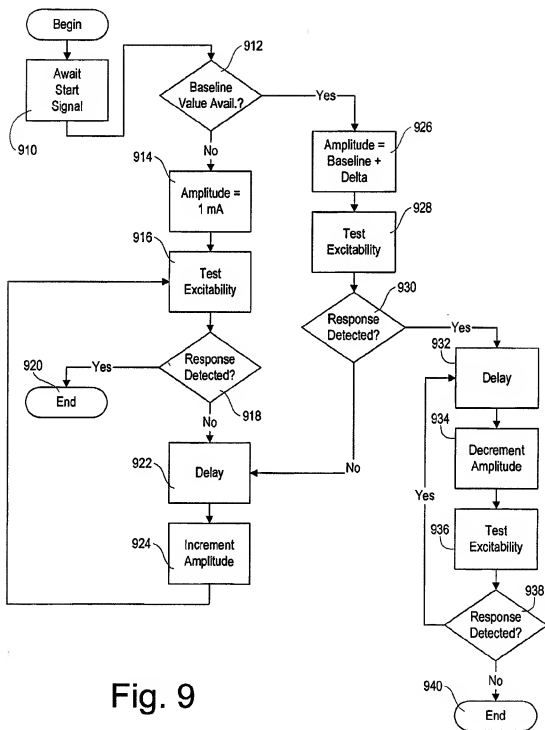 Begin
Await
Start
Signal
910
912
Baseline
Value Avail.?
Yes
No
914
Amplitude =
1 mA
916
Test
Excitability
Response
Detected?
918
Yes
920
End
No
922
Delay
924
Increment
Amplitude
926
Amplitude =
Baseline +
Delta
928
Test
Excitability
930
Response
Detected?
Yes
No
932
Delay
934
Decrement
Amplitude
Yes
936
Test
Excitability
938
Response
Detected?
No
940
End
Fig. 9